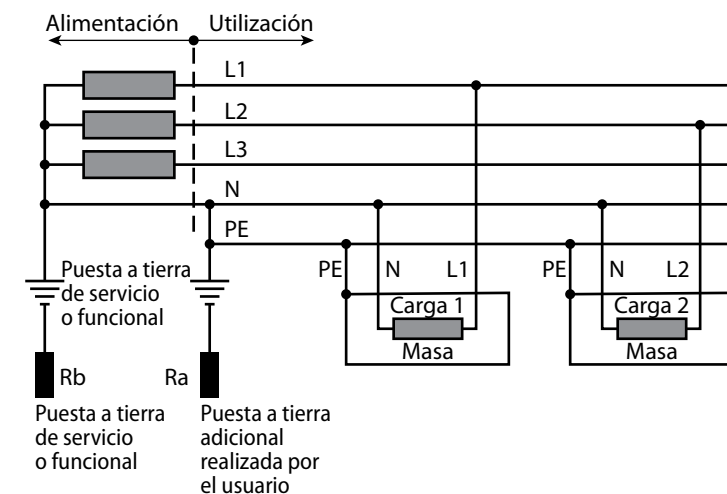 Alimentación
Utilización
L1
L2
L3
N
PE
Puesta a tierra
de servicio
o funcional
PE
N
L1
Carga 1
Masa
PE
N
L2
Carga 2
Masa
Rb
Ra
Puesta a tierra
de servicio
o funcional
Puesta a tierra
adicional
realizada por
el usuario